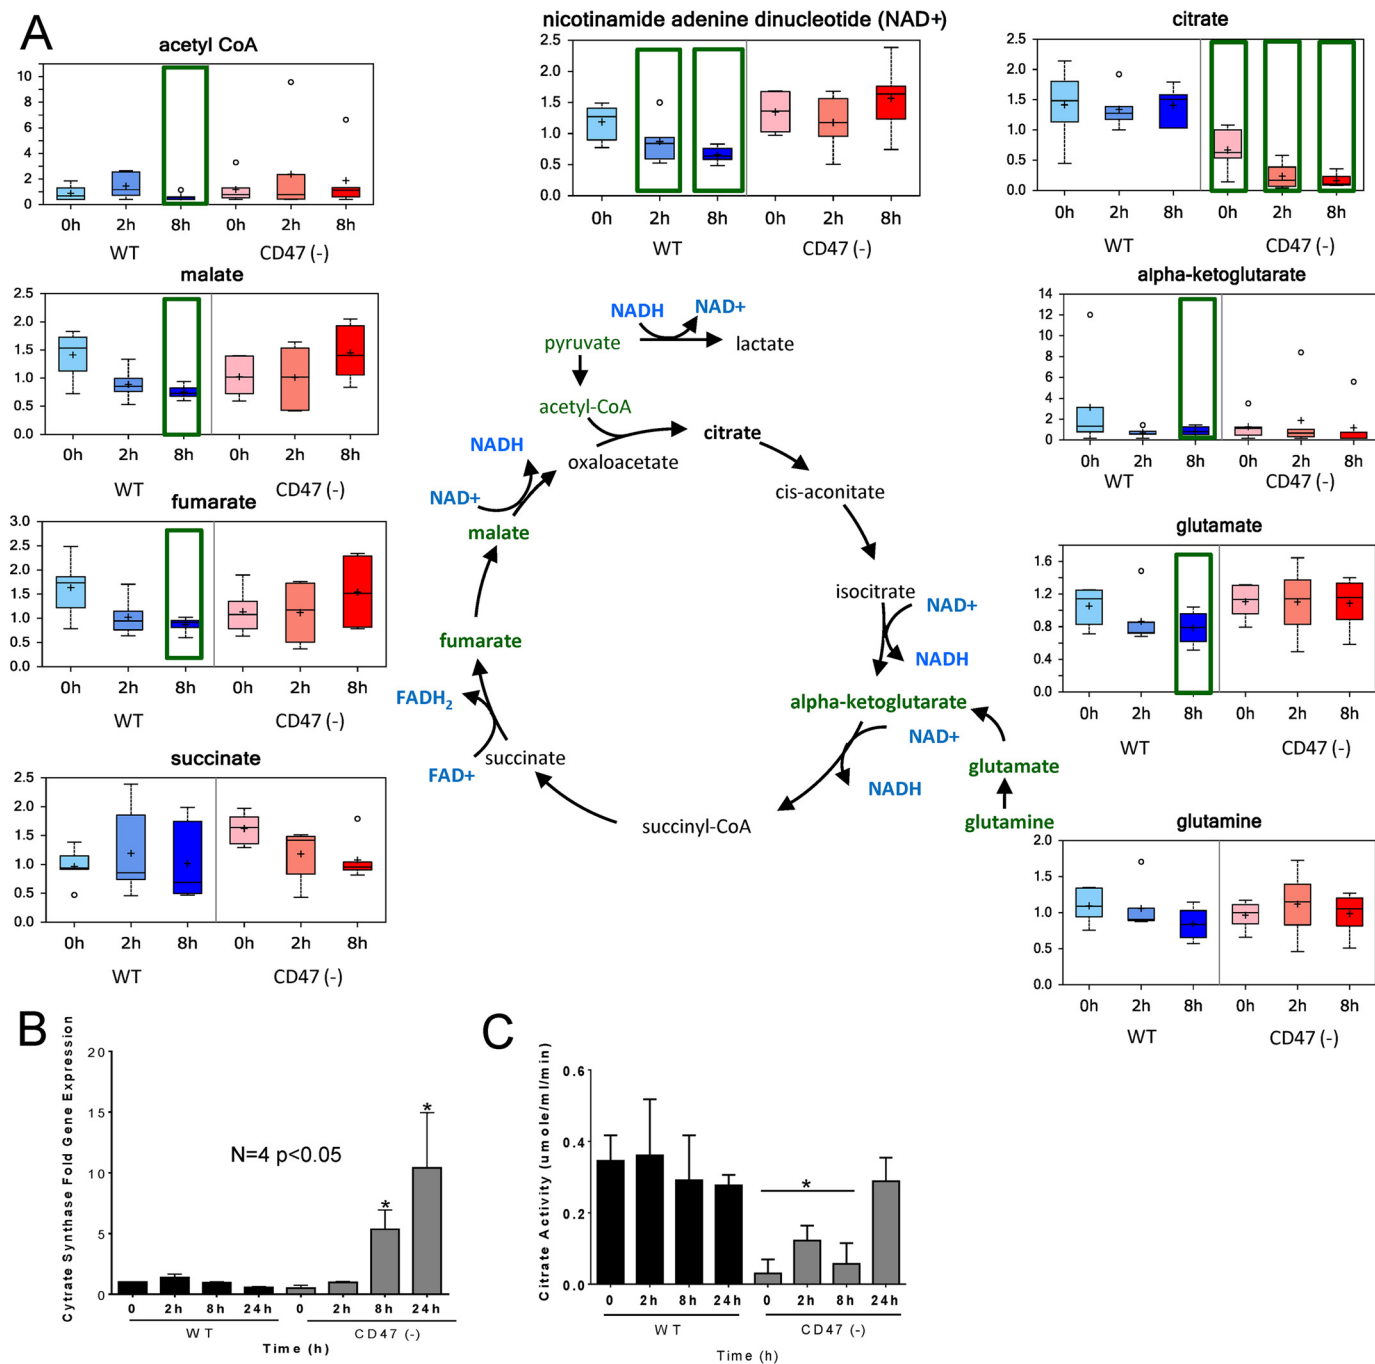 A
acetyl CoA
10
8
6
4
2
0
0h 2h 8h 0h 2h 8h
WT CD47 (-)
nicotinamide adenine dinucleotide (NAD+)
2.5
2.0
1.5
1.0
0.5
0.0
0h 2h 8h 0h 2h 8h
WT CD47 (-)
citrate
2.5
2.0
1.5
1.0
0.5
0.0
0h 2h 8h 0h 2h 8h
WT CD47 (-)
malate
2.5
2.0
1.5
1.0
0.5
0.0
0h 2h 8h 0h 2h 8h
WT CD47 (-)
alpha-ketoglutarate
14
12
10
8
6
4
2
0
0h 2h 8h 0h 2h 8h
WT CD47 (-)
fumarate
3.0
2.5
2.0
1.5
1.0
0.5
0.0
0h 2h 8h 0h 2h 8h
WT CD47 (-)
glutamate
1.6
1.2
0.8
0.4
0.0
0h 2h 8h 0h 2h 8h
WT CD47 (-)
succinate
2.5
2.0
1.5
1.0
0.5
0.0
0h 2h 8h 0h 2h 8h
WT CD47 (-)
glutamine
2.0
1.5
1.0
0.5
0.0
0h 2h 8h 0h 2h 8h
WT CD47 (-)
NADH NAD+
pyruvate lactate
acetyl-CoA
citrate
oxaloacetate
NADH
NAD+
cis-aconitate
malate
isocitrate
NAD+
NADH
fumarate
alpha-ketoglutarate
FADH2
NAD+
succinate
glutamate
FAD+
NADH
glutamine
succinyl-CoA
B
Cytrate Synthase Fold Gene Expression
20
15
10
5
0
N=4 p<0.05
*
*
0 2h 8h 24h 0 2h 8h 24h
WT CD47 (-)
Time (h)
C
Citrate Activity (umole/ml/min)
0.6
0.4
0.2
0.0
*
0 2h 8h 24h 0 2h 8h 24h
WT CD47 (-)
Time (h)